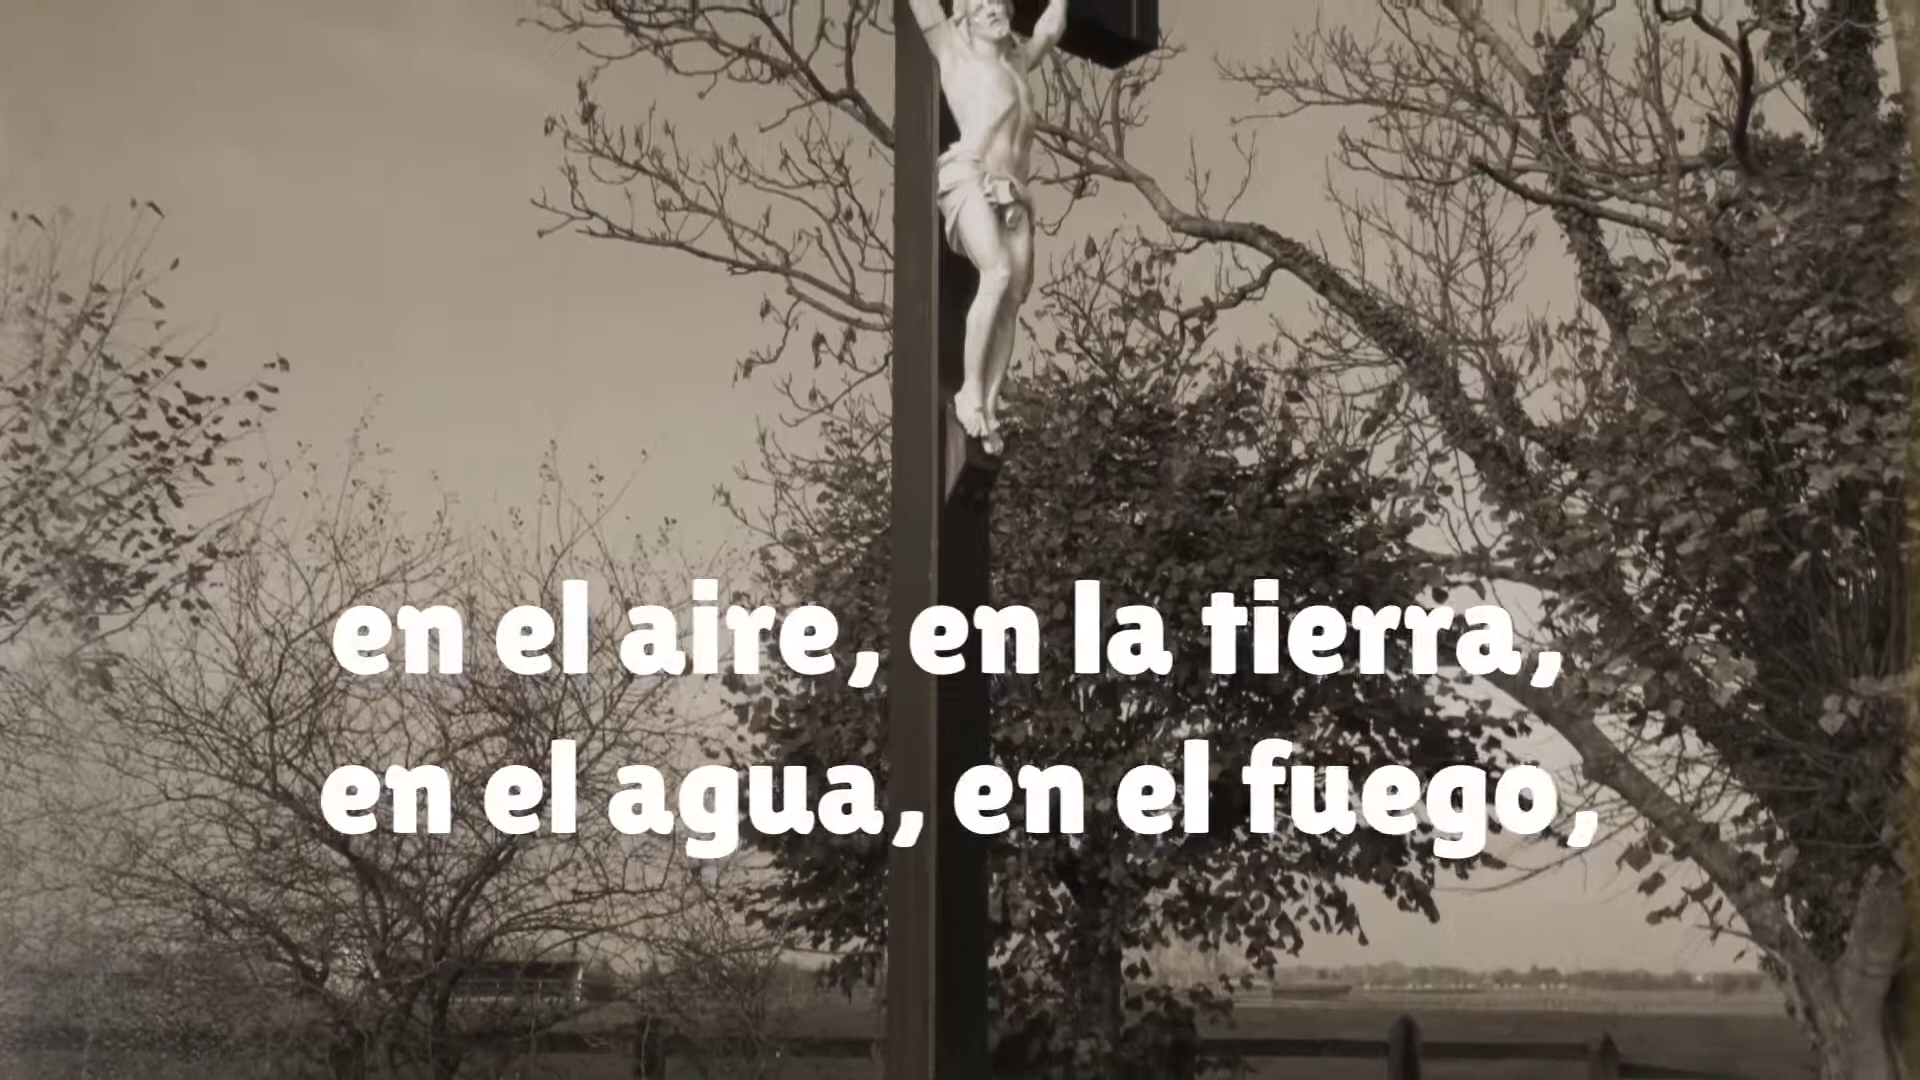 en el aire, en la tierra,
en el agua, en el fuego,